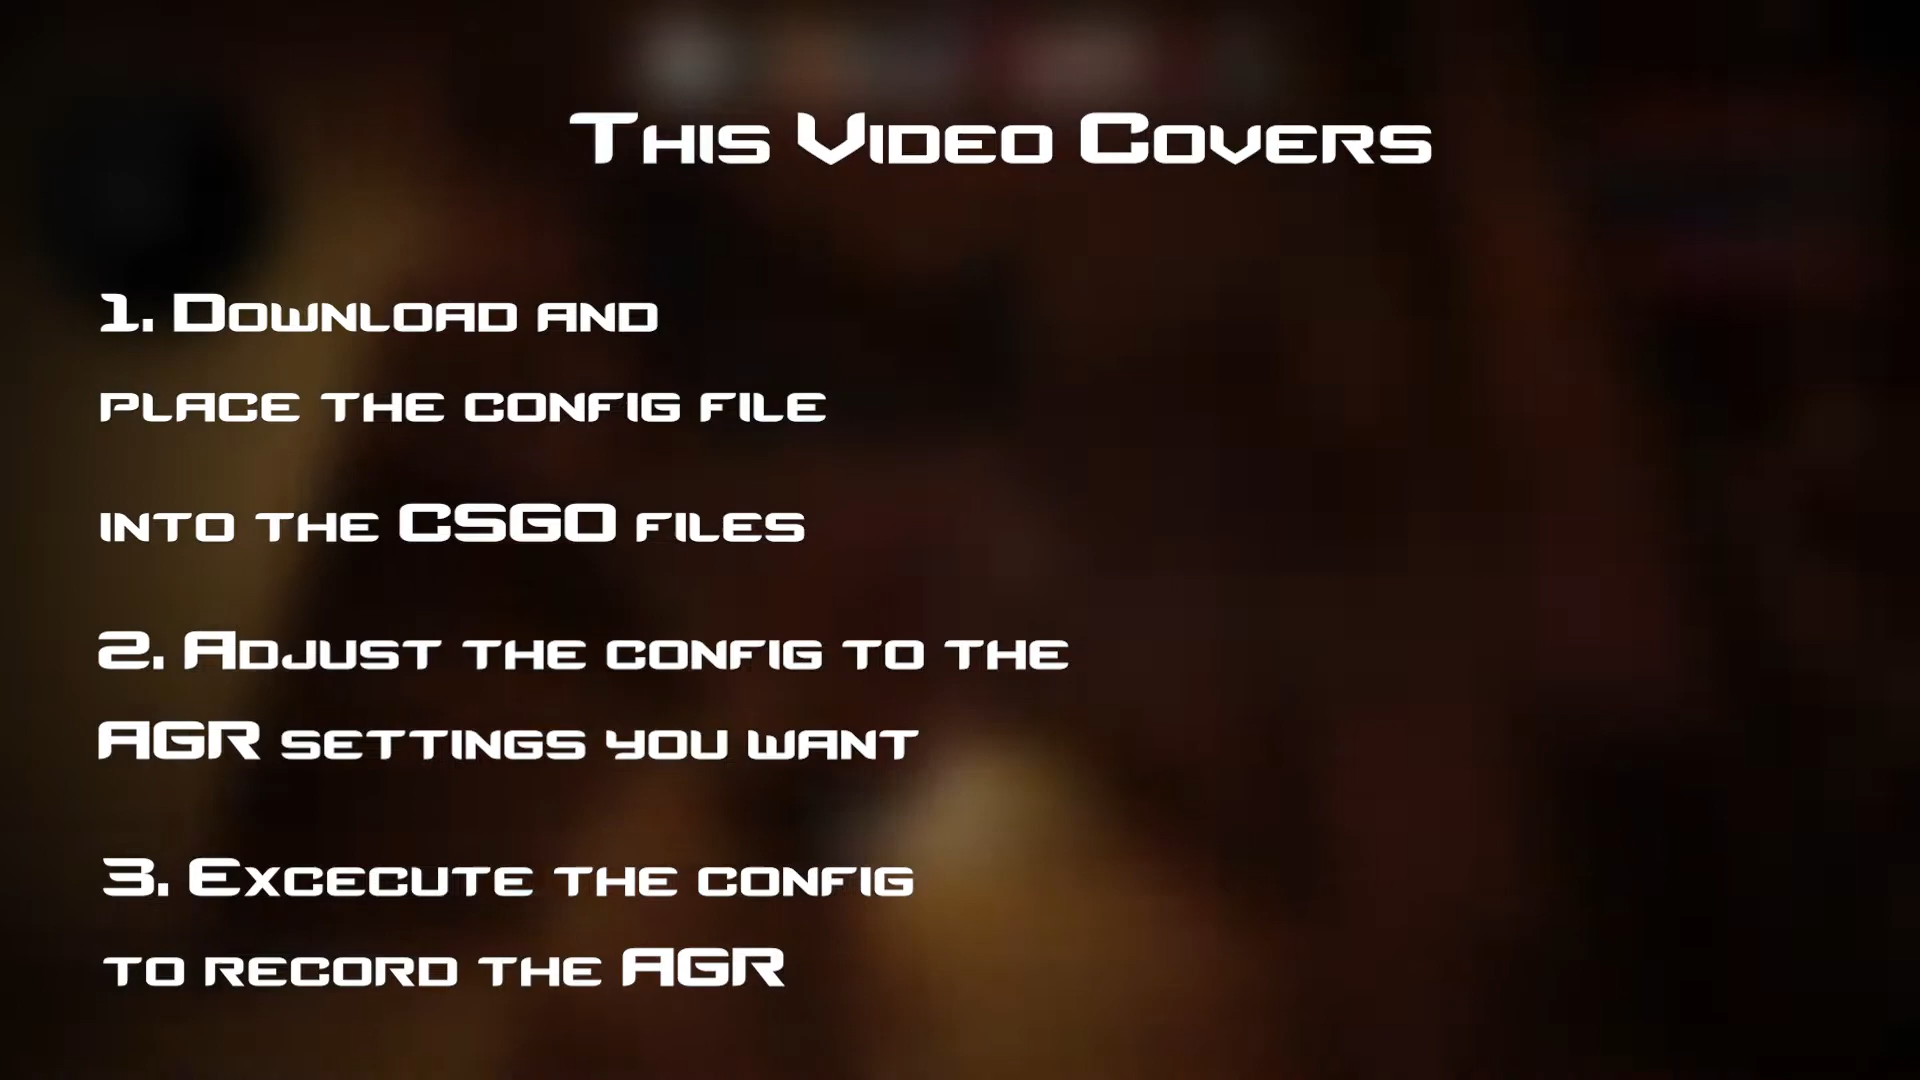 This Video Covers
1. Download and
place the config file
into the CSGO files
2. Adjust the config to the
AGR settings you want
3. Excecute the config
to record the AGR